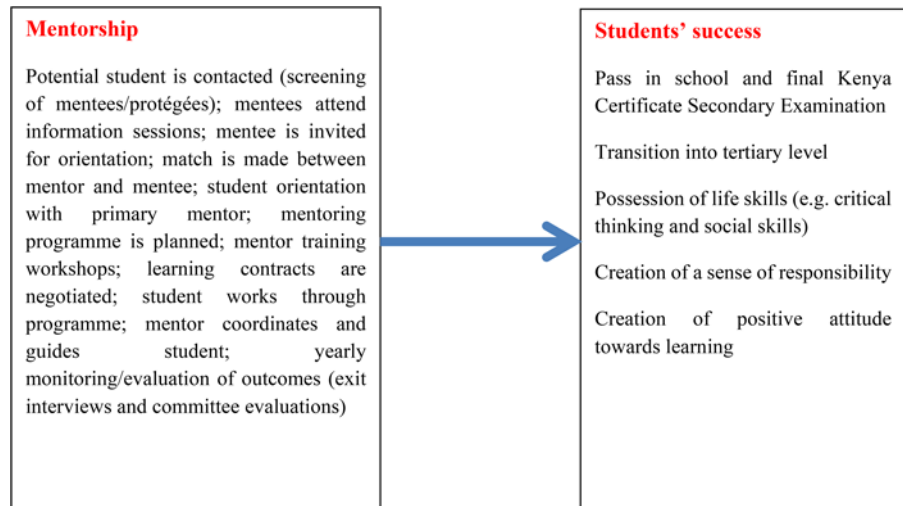 Mentorship
Potential student is contacted (screening
of mentees/protégées); mentees attend
information sessions; mentee is invited
for orientation; match is made between
mentor and mentee; student orientation
with primary mentor; mentoring
programme is planned; mentor training
workshops; learning contracts are
negotiated; student works through
programme; mentor coordinates and
guides student; yearly
monitoring/evaluation of outcomes (exit
interviews and committee evaluations)
Students’ success
Pass in school and final Kenya
Certificate Secondary Examination
Transition into tertiary level
Possession of life skills (e.g. critical
thinking and social skills)
Creation of a sense of responsibility
Creation of positive attitude
towards learning